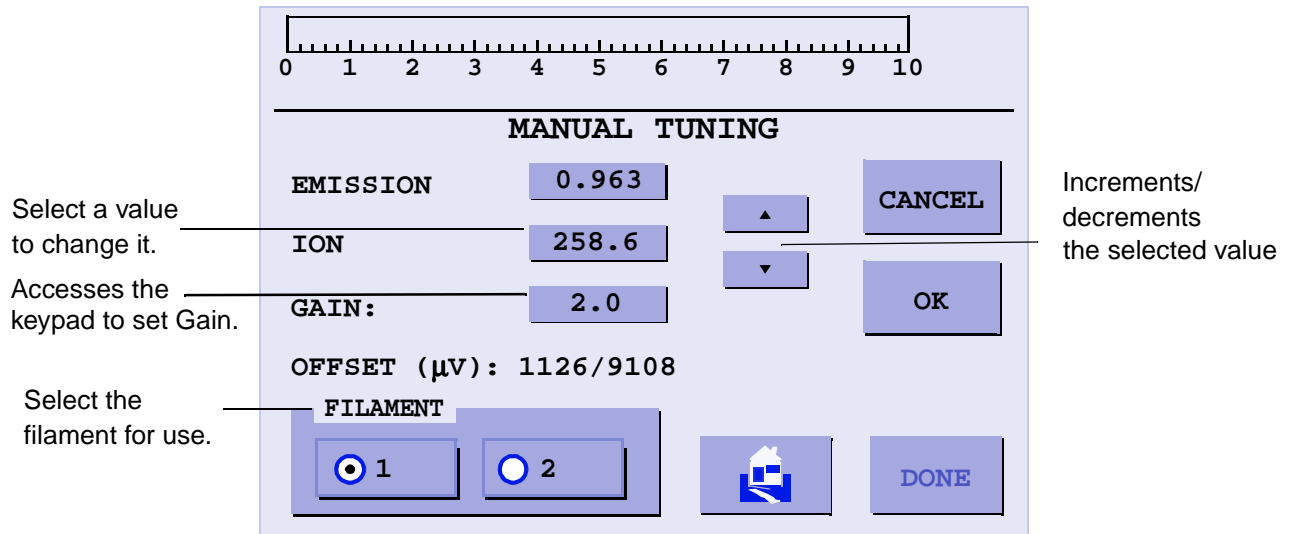 0 1 2 3 4 5 6 7 8 9 10
MANUAL TUNING
EMISSION 0.963
CANCEL
Increments/
decrements
the selected value
Select a value
to change it.
ION 258.6
Accesses the
keypad to set Gain.
GAIN: 2.0
OK
OFFSET (µV): 1126/9108
Select the
filament for use.
FILAMENT
1 2
DONE